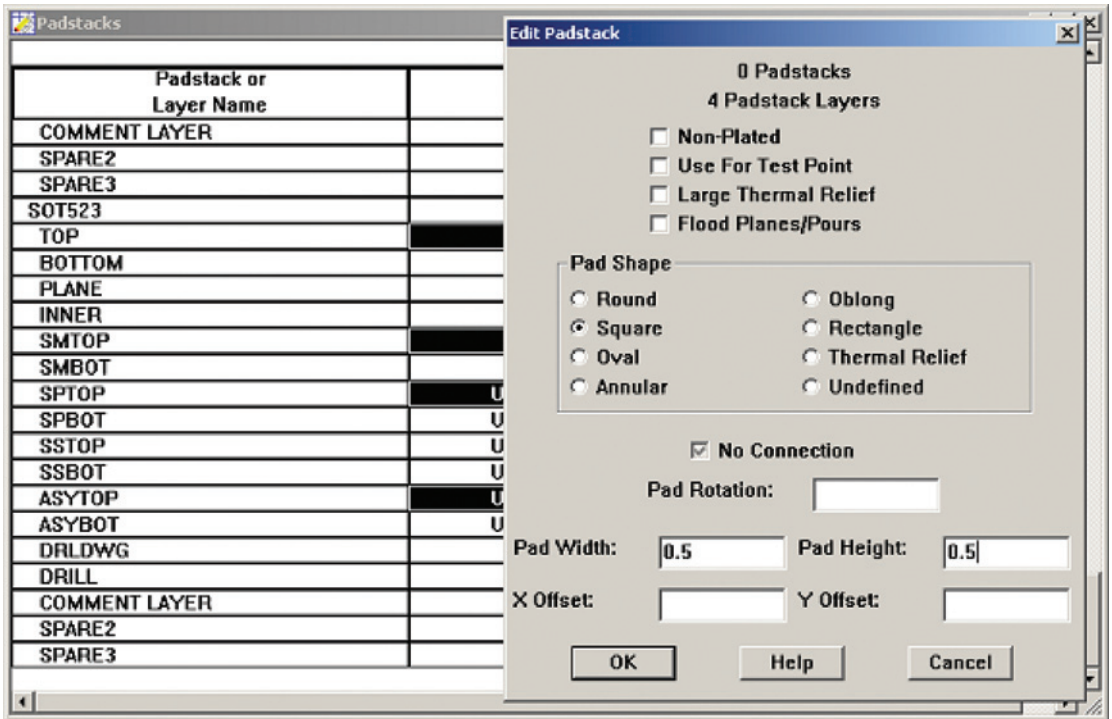 Padstacks
Padstack or
Layer Name
COMMENT LAYER
SPARE2
SPARE3
SOT523
TOP
BOTTOM
PLANE
INNER
SMTOP
SMBOT
SPTOP U
SPBOT U
SSTOP U
SSBOT U
ASYTOP U
ASYBOT U
DRLDWG
DRILL
COMMENT LAYER
SPARE2
SPARE3
Edit Padstack
0 Padstacks
4 Padstack Layers
Non-Plated
Use For Test Point
Large Thermal Relief
Flood Planes/Pours
Pad Shape
Round Oblong
Square Rectangle
Oval Thermal Relief
Annular Undefined
No Connection
Pad Rotation:
Pad Width: 0.5 Pad Height: 0.5
X Offset: Y Offset:
OK Help Cancel